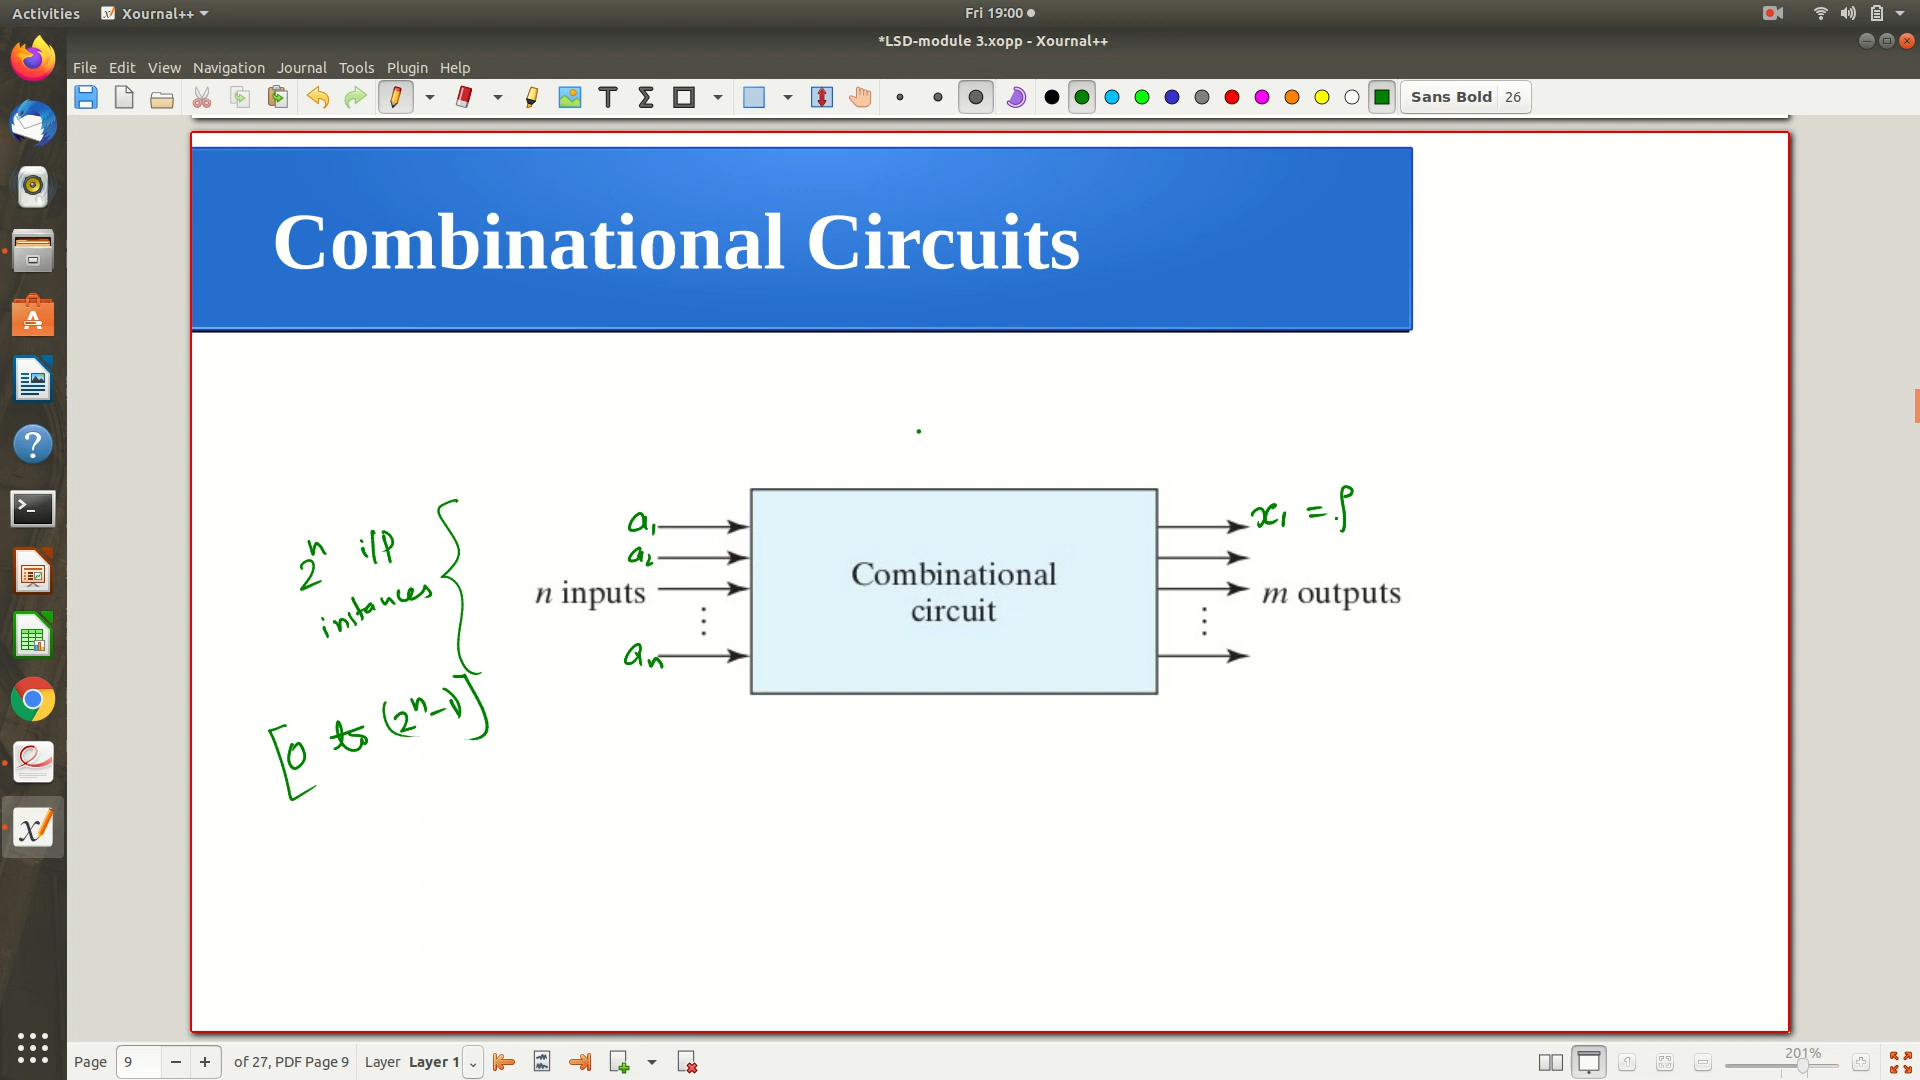 Activities Xournal++ Fri 19:00
*LSD-module 3.xopp - Xournal++
File Edit View Navigation Journal Tools Plugin Help
Sans Bold 26
Combinational Circuits
2^n i/p
instances
[0 to (2^n-1)]
a1
a2
n inputs
an
Combinational
circuit
x1 = f
m outputs
Page 9 of 27, PDF Page 9 Layer Layer 1 201%